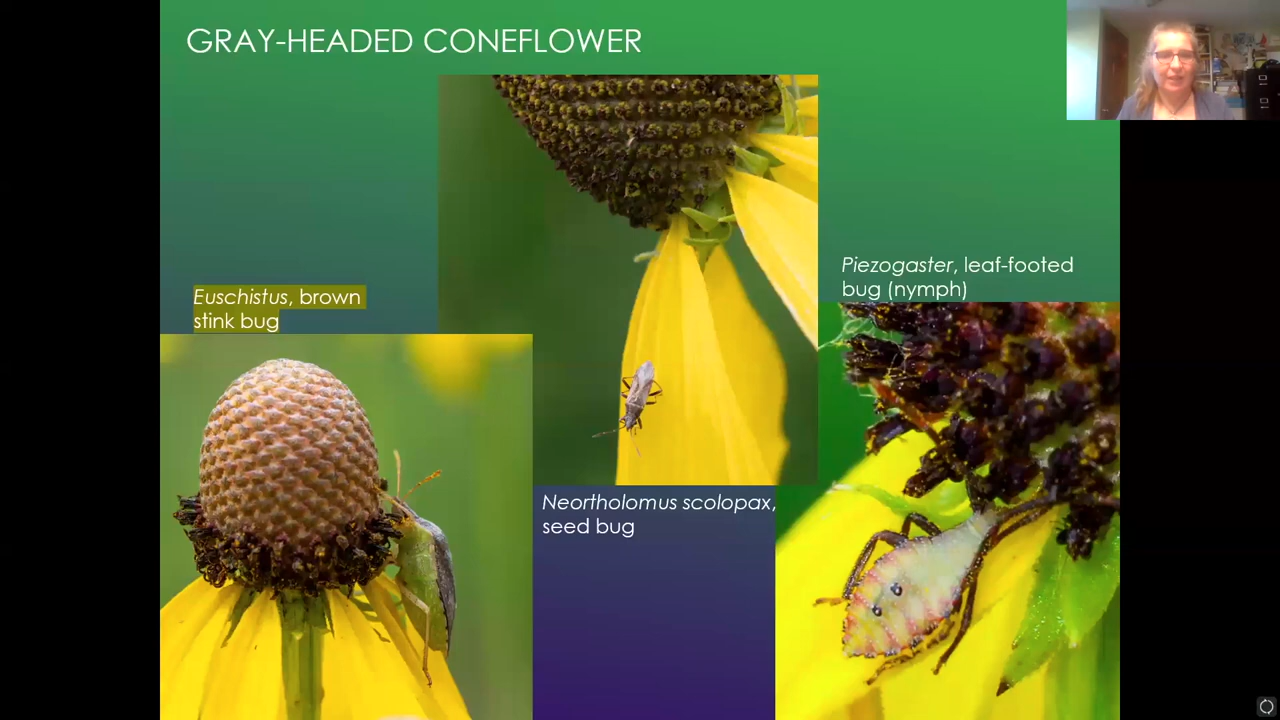 GRAY-HEADED CONEFLOWER
Piezogaster, leaf-footed
bug (nymph)
Euschistus, brown
stink bug
Neortholomus scolopax,
seed bug